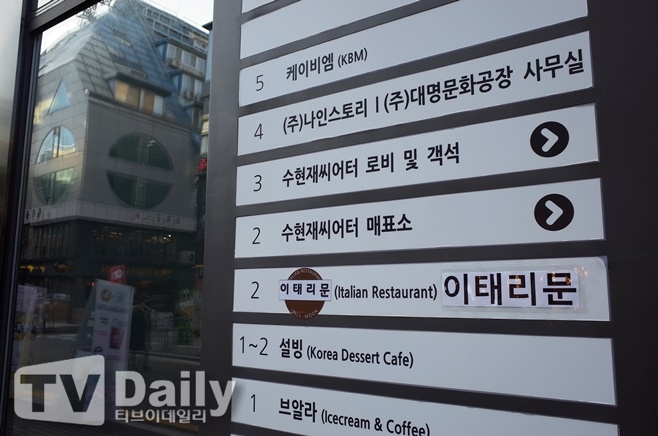 5 케이비엠 (KBM)
4 (주)나인스토리 I (주)대명문화공장 사무실
3 수현재씨어터 로비 및 객석
2 수현재씨어터 매표소
2 이태리문 (Italian Restaurant) 이태리문
1~2 설빙 (Korea Dessert Cafe)
1 브알라 (Icecream & Coffee)
TV Daily
티브이데일리